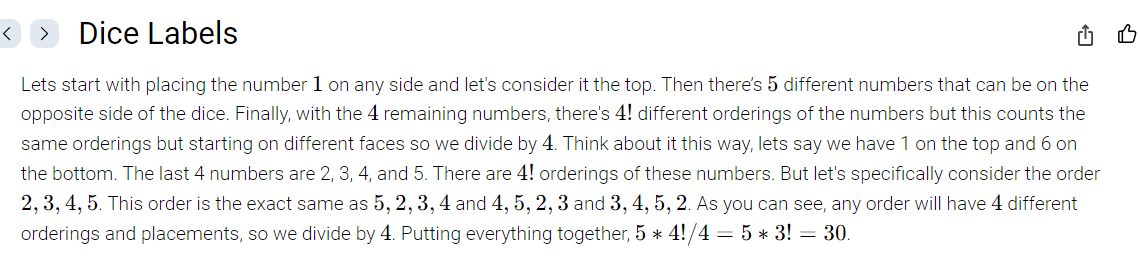 Dice Labels
Lets start with placing the number 1 on any side and let's consider it the top. Then there's 5 different numbers that can be on the
opposite side of the dice. Finally, with the 4 remaining numbers, there's 4! different orderings of the numbers but this counts the
same orderings but starting on different faces so we divide by 4. Think about it this way, lets say we have 1 on the top and 6 on
the bottom. The last 4 numbers are 2, 3, 4, and 5. There are 4! orderings of these numbers. But let's specifically consider the order
2, 3, 4, 5. This order is the exact same as 5, 2, 3, 4 and 4, 5, 2, 3 and 3, 4, 5, 2. As you can see, any order will have 4 different
orderings and placements, so we divide by 4. Putting everything together, 5 ∗ 4!/4 = 5 ∗ 3! = 30.